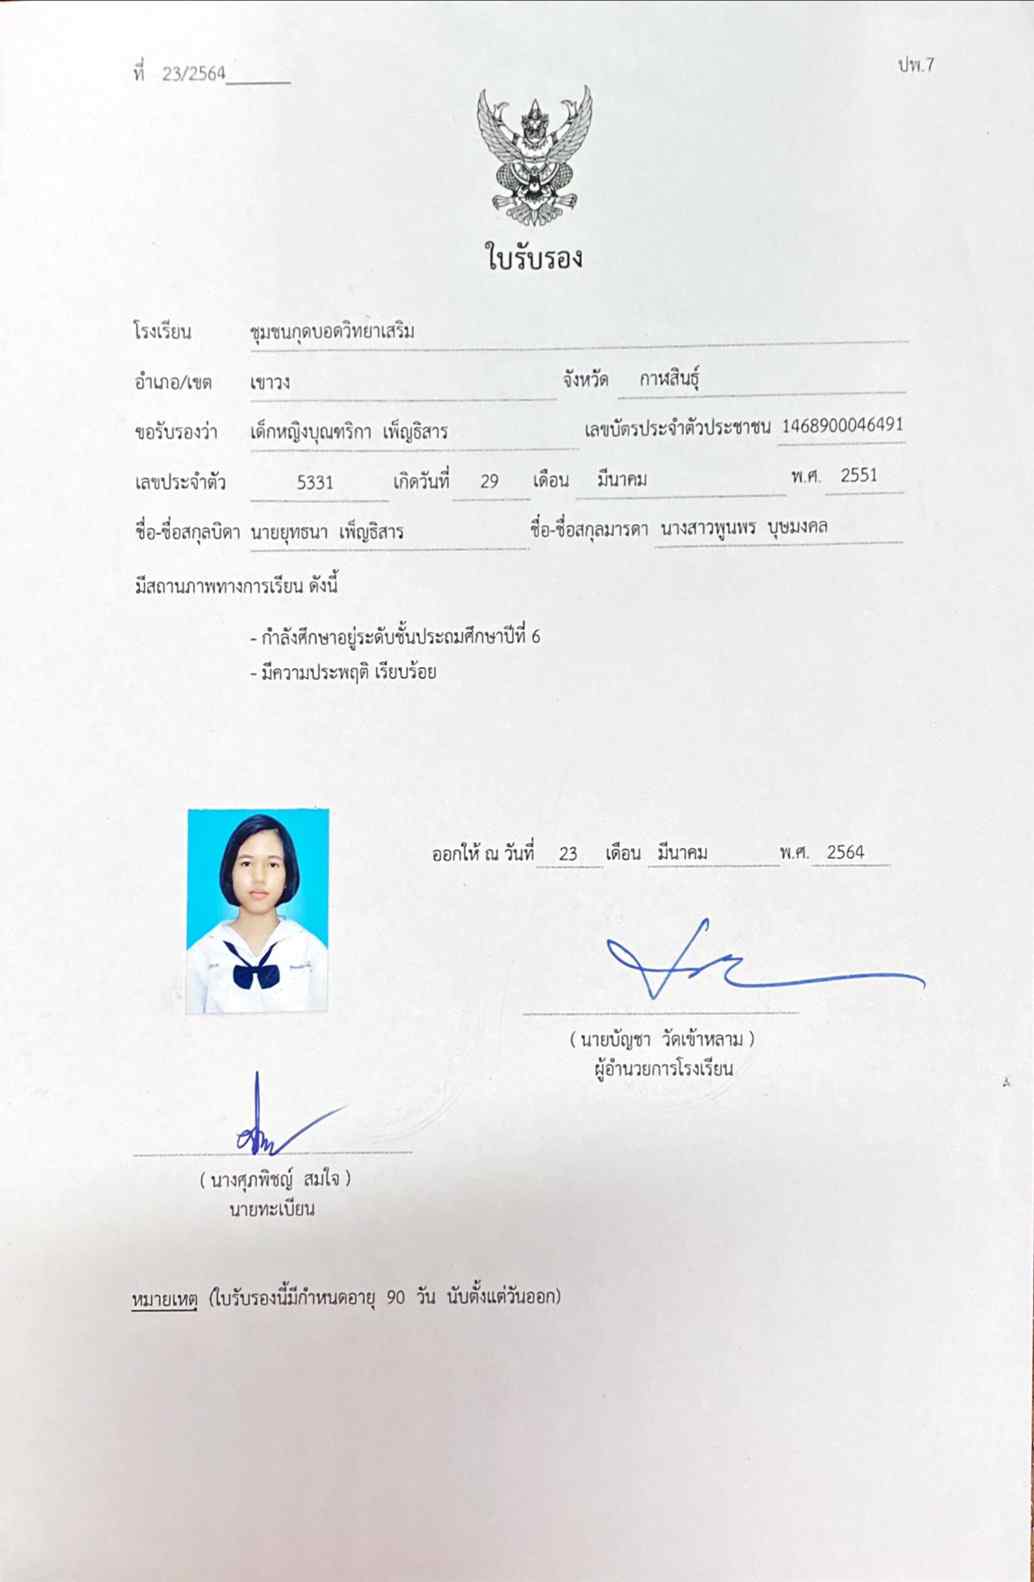 ที่ 23/2564
ปพ.7
ใบรับรอง
โรงเรียน ชุมชนกุดบอดวิทยาเสริม
อำเภอ/เขต เขาวง จังหวัด กาฬสินธุ์
ขอรับรองว่า เด็กหญิงบุณฑริกา เพ็ญธิสาร เลขบัตรประจำตัวประชาชน 1468900046491
เลขประจำตัว 5331 เกิดวันที่ 29 เดือน มีนาคม พ.ศ. 2551
ชื่อ-ชื่อสกุลบิดา นายยุทธนา เพ็ญธิสาร ชื่อ-ชื่อสกุลมารดา นางสาวพูนพร บุษมงคล
มีสถานภาพทางการเรียน ดังนี้
- กำลังศึกษาอยู่ระดับชั้นประถมศึกษาปีที่ 6
- มีความประพฤติ เรียบร้อย
ออกให้ ณ วันที่ 23 เดือน มีนาคม พ.ศ. 2564
( นายบัญชา วัดเข้าหลาม )
ผู้อำนวยการโรงเรียน
( นางศุภพิชญ์ สมใจ )
นายทะเบียน
หมายเหตุ (ใบรับรองนี้มีกำหนดอายุ 90 วัน นับตั้งแต่วันออก)